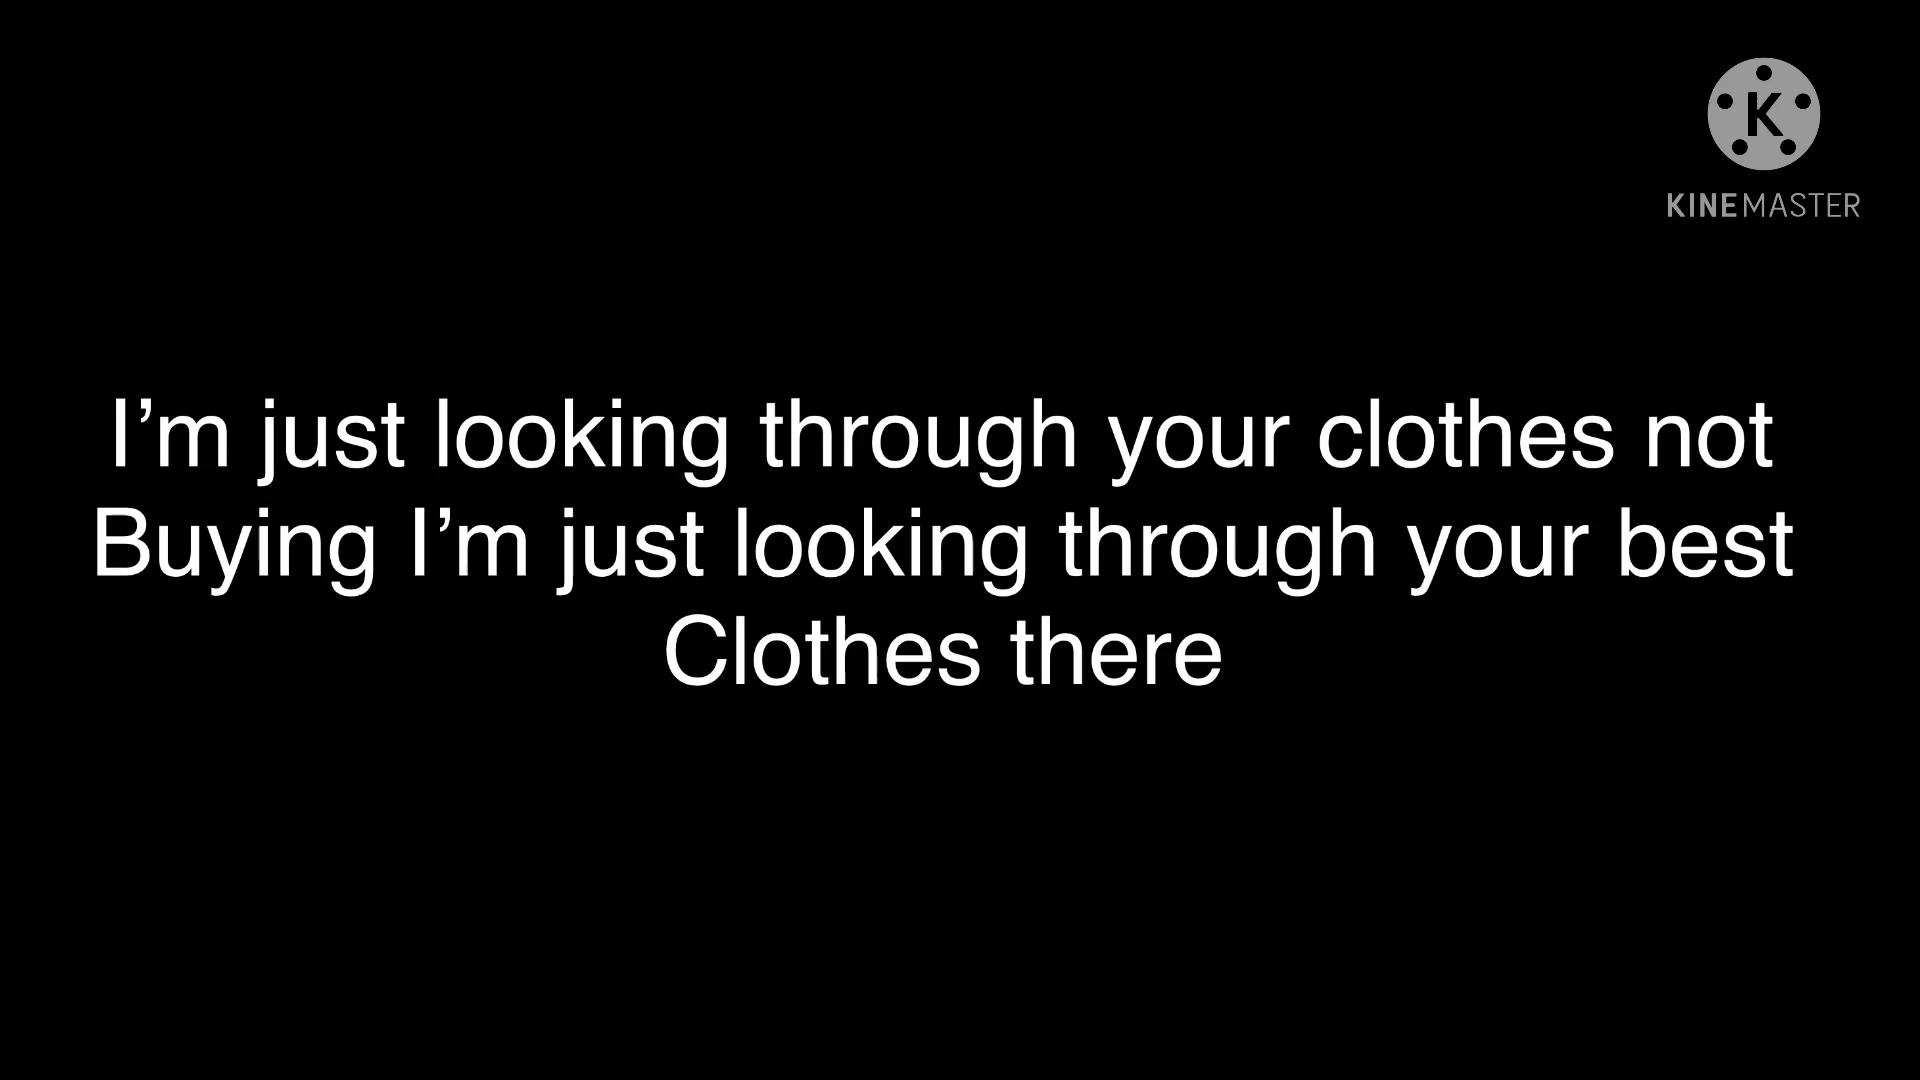 K
KINEMASTER
I’m just looking through your clothes not
Buying I’m just looking through your best
Clothes there